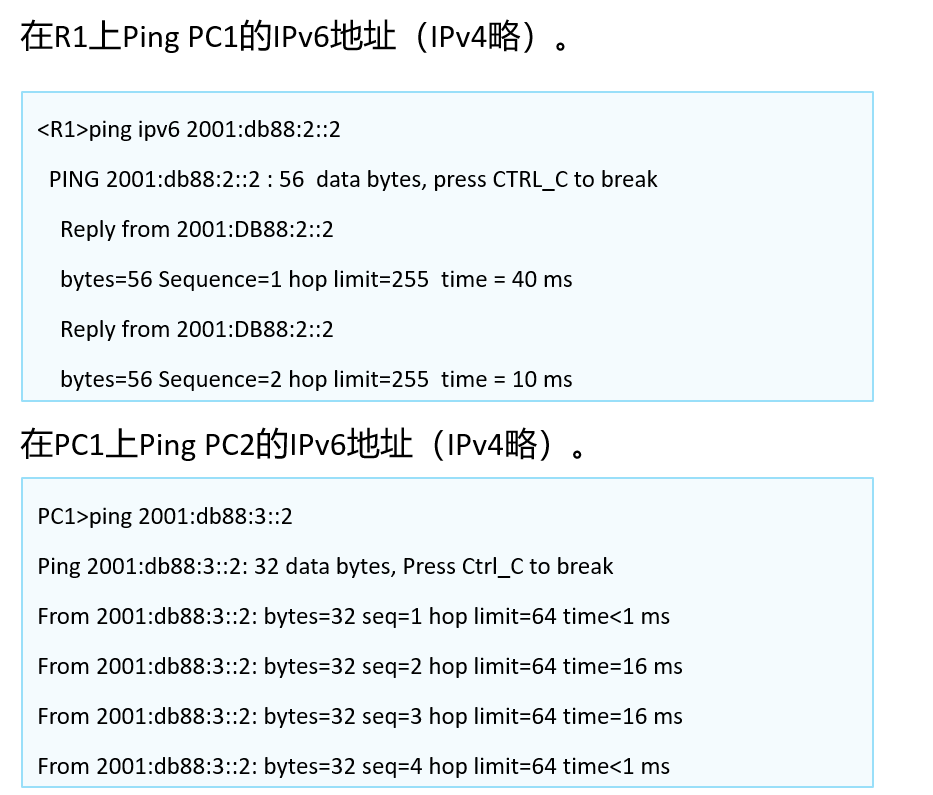 在R1上Ping PC1的IPv6地址（IPv4略）。
<R1>ping ipv6 2001:db88:2::2
PING 2001:db88:2::2 : 56  data bytes, press CTRL_C to break
Reply from 2001:DB88:2::2
bytes=56 Sequence=1 hop limit=255  time = 40 ms
Reply from 2001:DB88:2::2
bytes=56 Sequence=2 hop limit=255  time = 10 ms
在PC1上Ping PC2的IPv6地址（IPv4略）。
PC1>ping 2001:db88:3::2
Ping 2001:db88:3::2: 32 data bytes, Press Ctrl_C to break
From 2001:db88:3::2: bytes=32 seq=1 hop limit=64 time<1 ms
From 2001:db88:3::2: bytes=32 seq=2 hop limit=64 time=16 ms
From 2001:db88:3::2: bytes=32 seq=3 hop limit=64 time=16 ms
From 2001:db88:3::2: bytes=32 seq=4 hop limit=64 time<1 ms